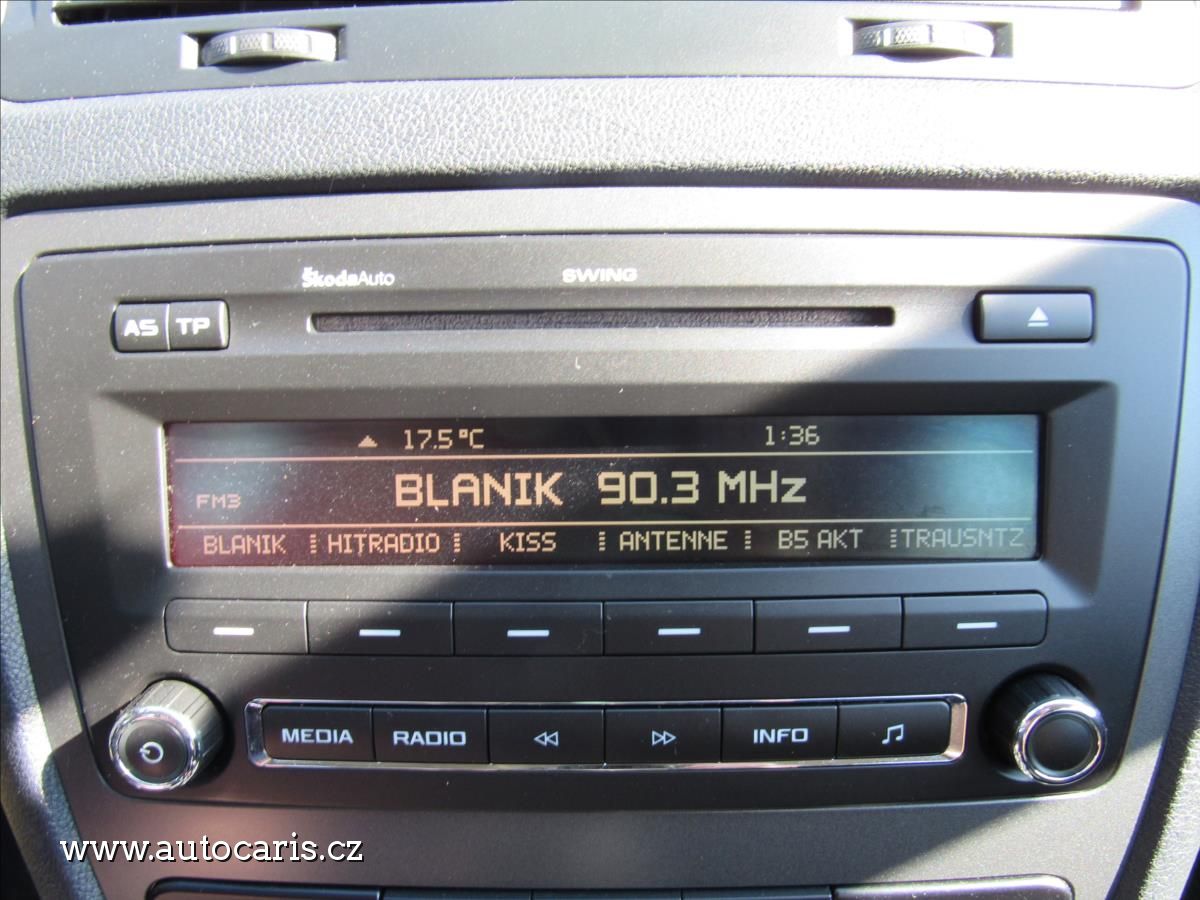 ŠkodaAuto SWING
AS TP
17.5°C 1:36
FM3 BLANIK 90.3 MHz
BLANIK HITRADIO KISS ANTENNE B5 AKT TRAUSNTZ
MEDIA RADIO INFO
www.autocaris.cz